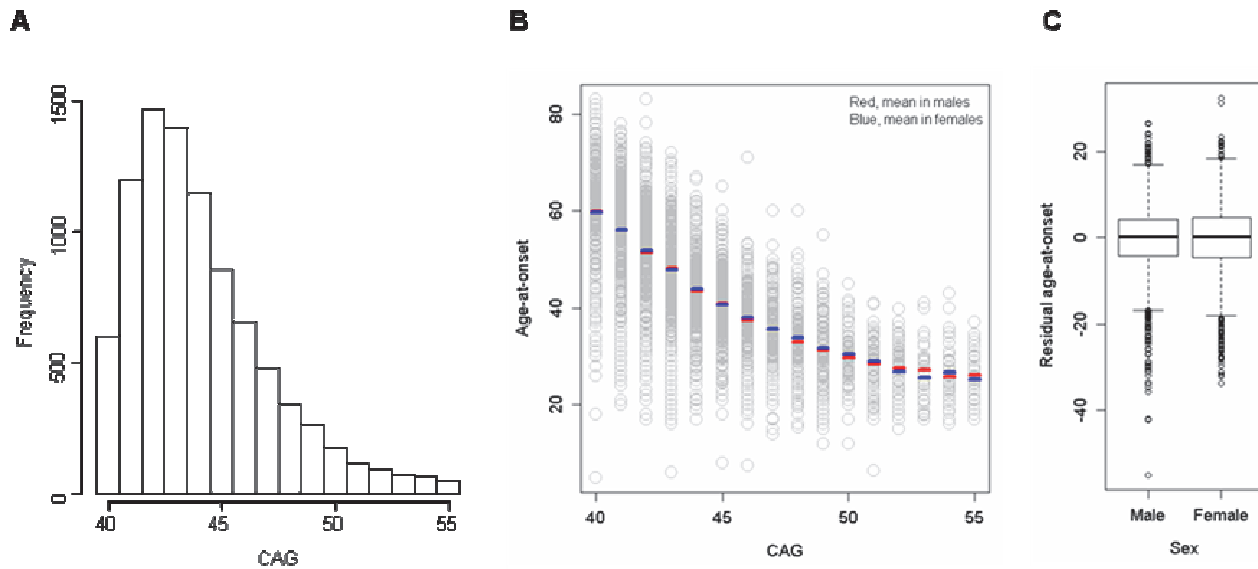 A
B
C
1500
1000
500
0
Frequency
40
45
50
55
CAG
Red, mean in males
Blue, mean in females
80
60
40
20
Age-at-onset
40
45
50
55
CAG
20
0
-20
-40
Residual age-at-onset
Male
Female
Sex